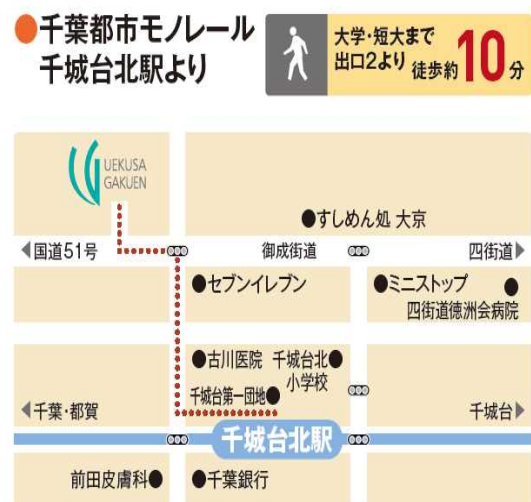 ●千葉都市モノレール
千城台北駅より
大学・短大まで
出口2より 徒歩約10分
UEKUSA
GAKUEN
●すしめん処 大京
◀国道51号
御成街道
四街道▶
●セブンイレブン
●ミニストップ
四街道徳洲会病院●
●古川医院
千城台北●
小学校
千城台第一団地●
◀千葉・都賀
千城台▶
千城台北駅
前田皮膚科●
●千葉銀行